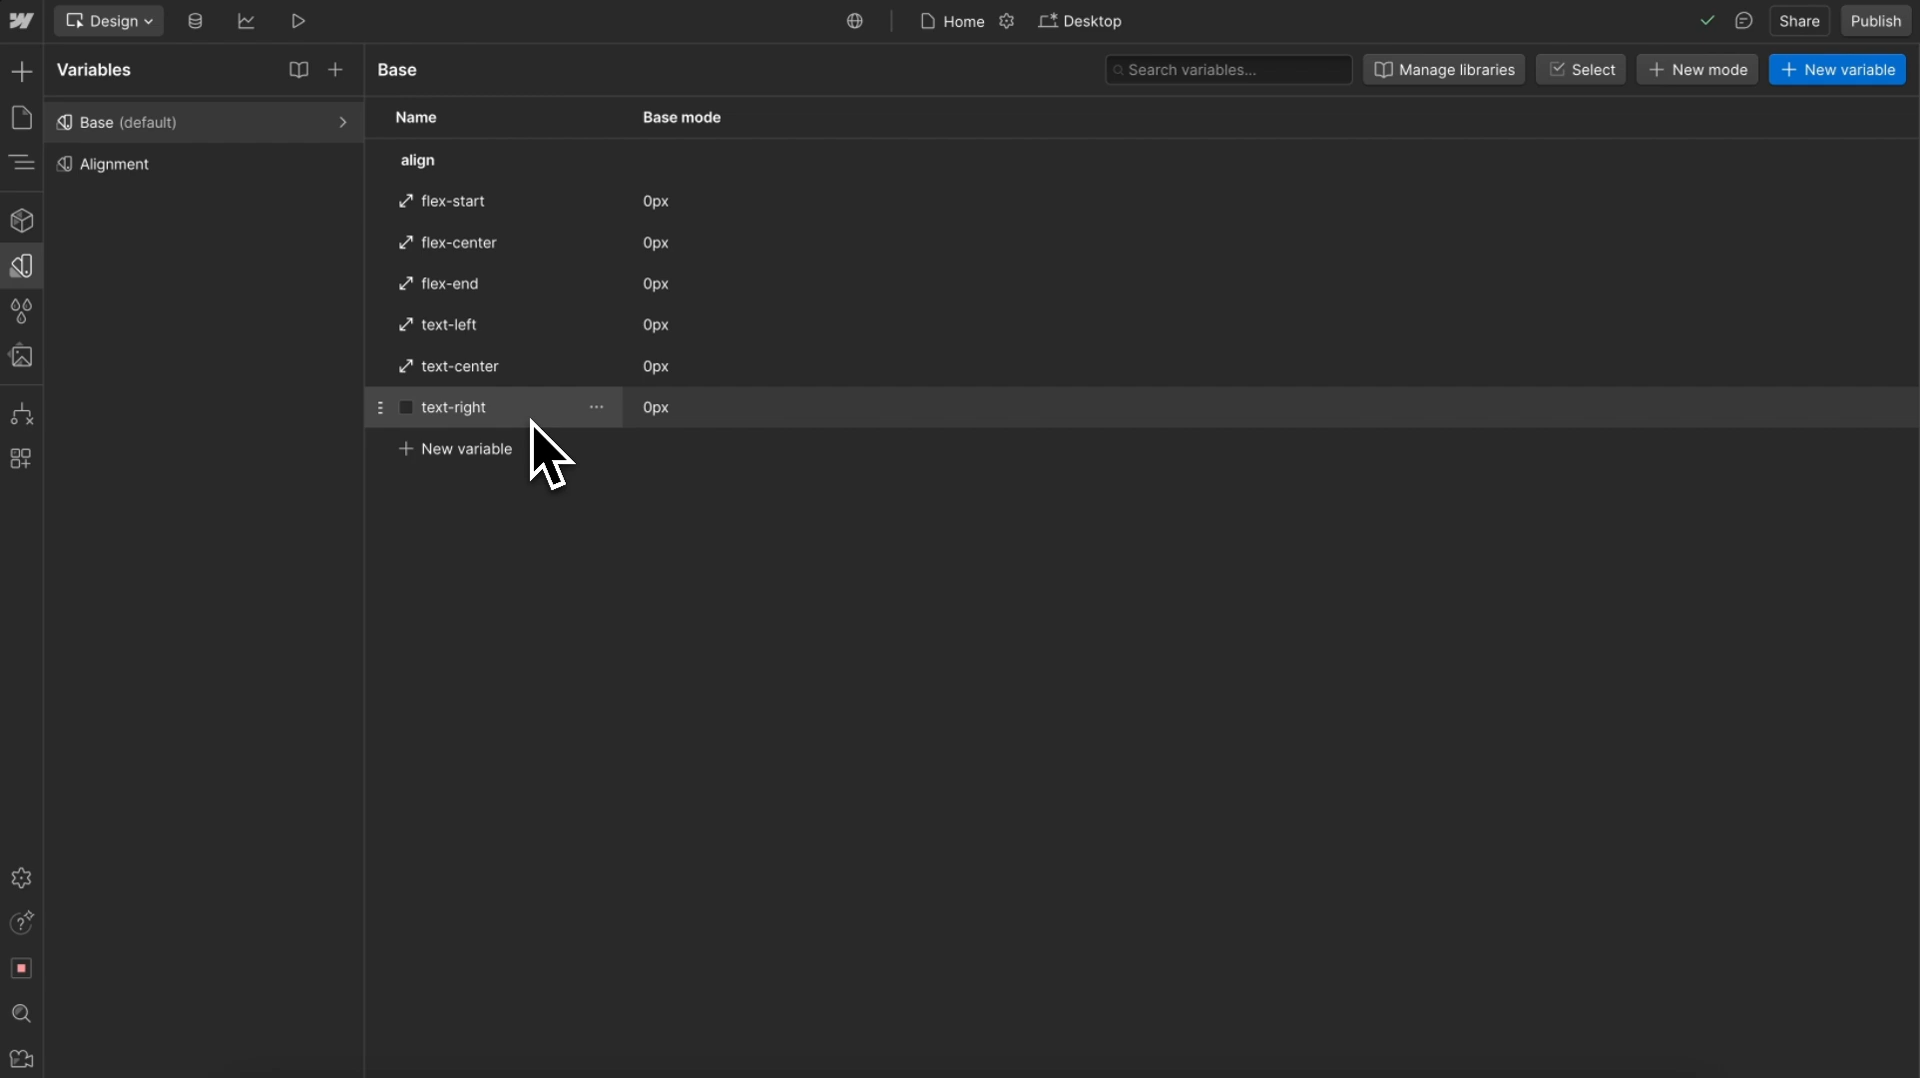 Design
Home
Desktop
Share
Publish
Variables
Base
Search variables...
Manage libraries
Select
New mode
New variable
Base (default)
Alignment
Name
Base mode
align
flex-start
0px
flex-center
0px
flex-end
0px
text-left
0px
text-center
0px
text-right
0px
New variable